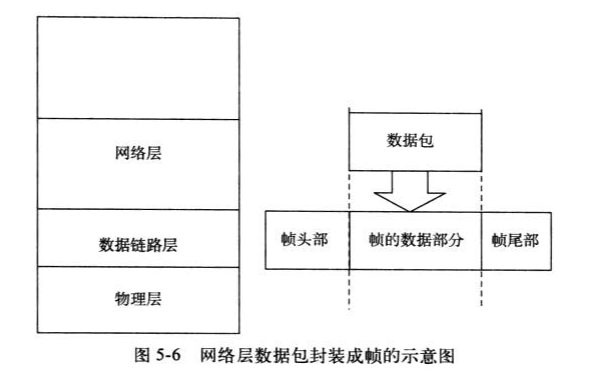 网络层
数据包
数据链路层
帧头部
帧的数据部分
帧尾部
物理层
图 5-6 网络层数据包封装成帧的示意图